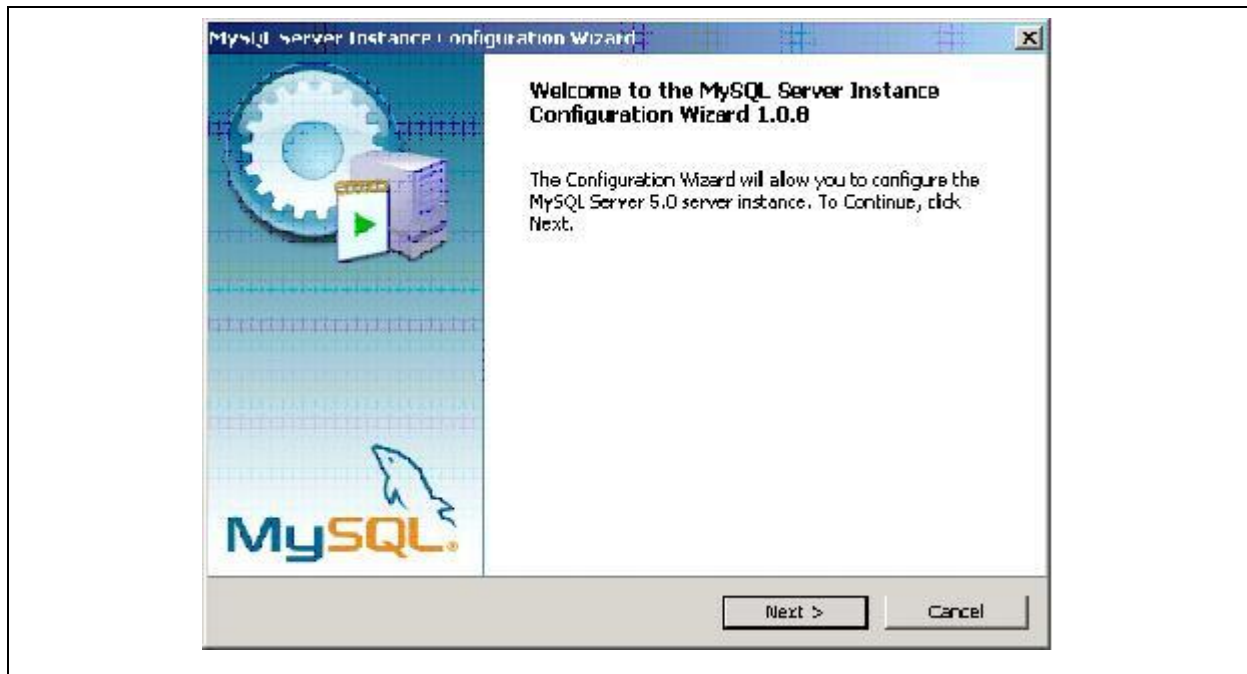 MySQL Server Instance Configuration Wizard
Welcome to the MySQL Server Instance
Configuration Wizard 1.0.8
The Configuration Wizard will allow you to configure the
MySQL Server 5.0 server instance. To Continue, click
Next.
MySQL®
Next >
Cancel